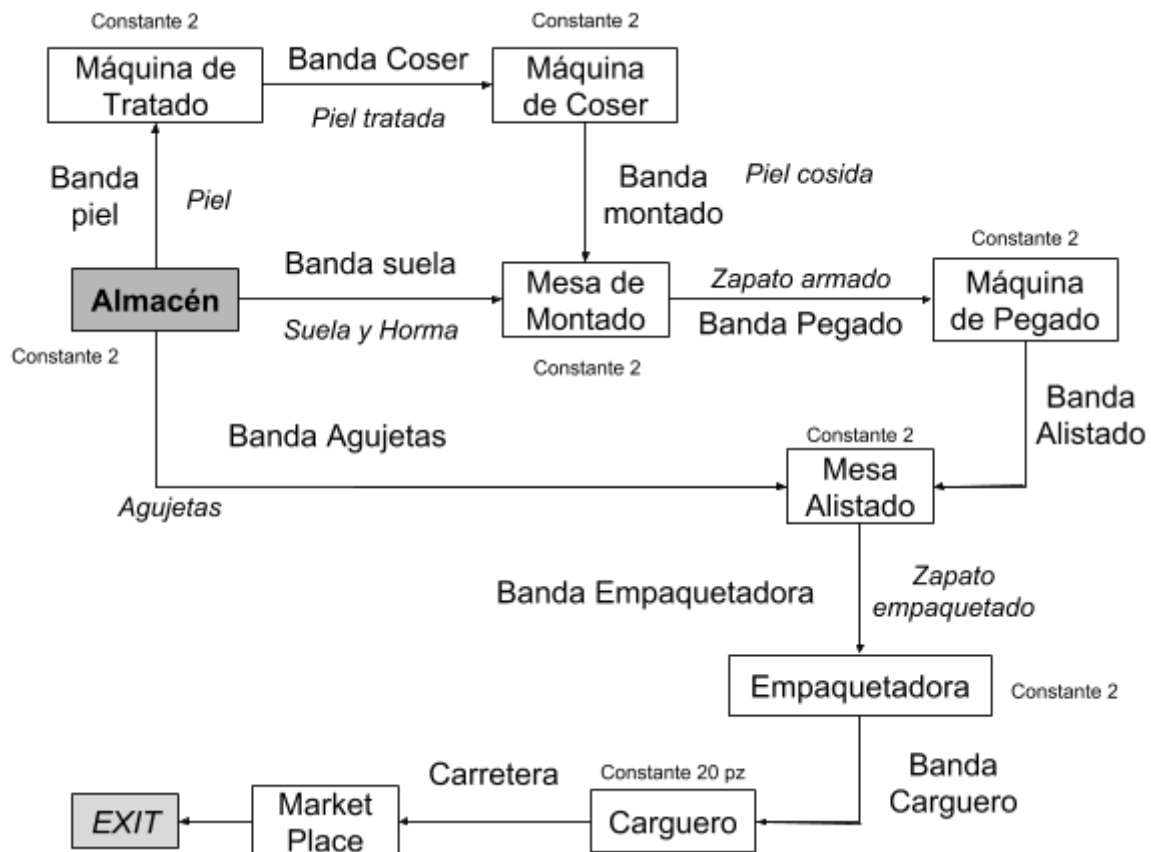 Constante 2
Constante 2
Máquina de
Tratado
Banda Coser
Piel tratada
Máquina
de Coser
Banda
piel
Piel
Banda
montado
Piel cosida
Almacén
Constante 2
Banda suela
Suela y Horma
Mesa de
Montado
Constante 2
Zapato armado
Banda Pegado
Constante 2
Máquina
de Pegado
Banda
Alistado
Banda Agujetas
Agujetas
Constante 2
Mesa
Alistado
Banda Empaquetadora
Zapato
empaquetado
Empaquetadora
Constante 2
Banda
Carguero
Constante 20 pz
Carguero
Carretera
Market
Place
EXIT